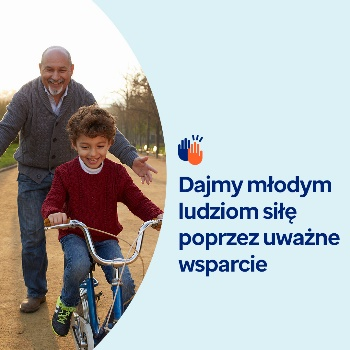 Dajmy młodym
ludziom siłę
poprzez uważne
wsparcie